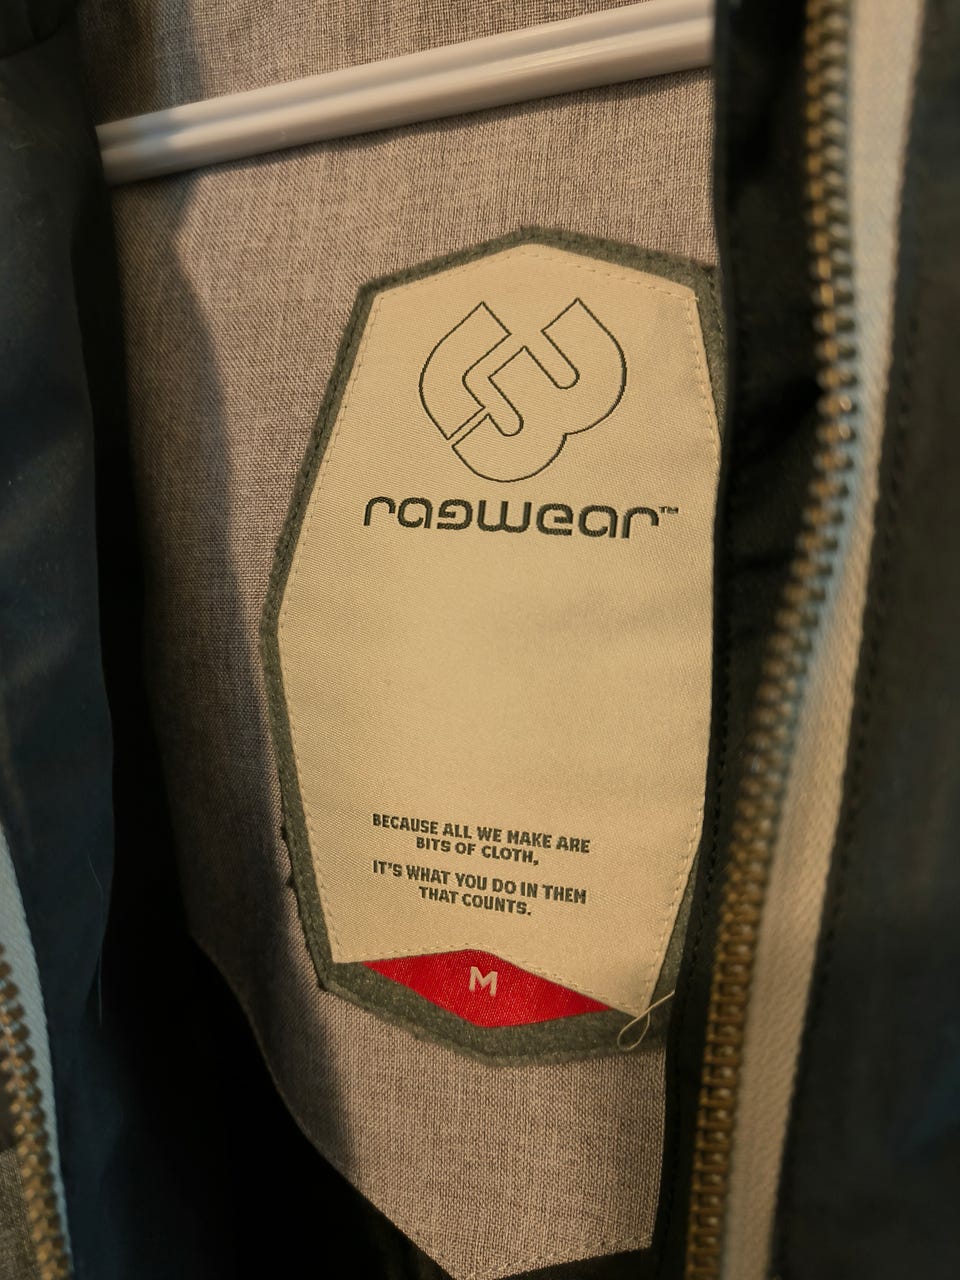 ragwear™
BECAUSE ALL WE MAKE ARE
BITS OF CLOTH,
IT'S WHAT YOU DO IN THEM
THAT COUNTS.
M